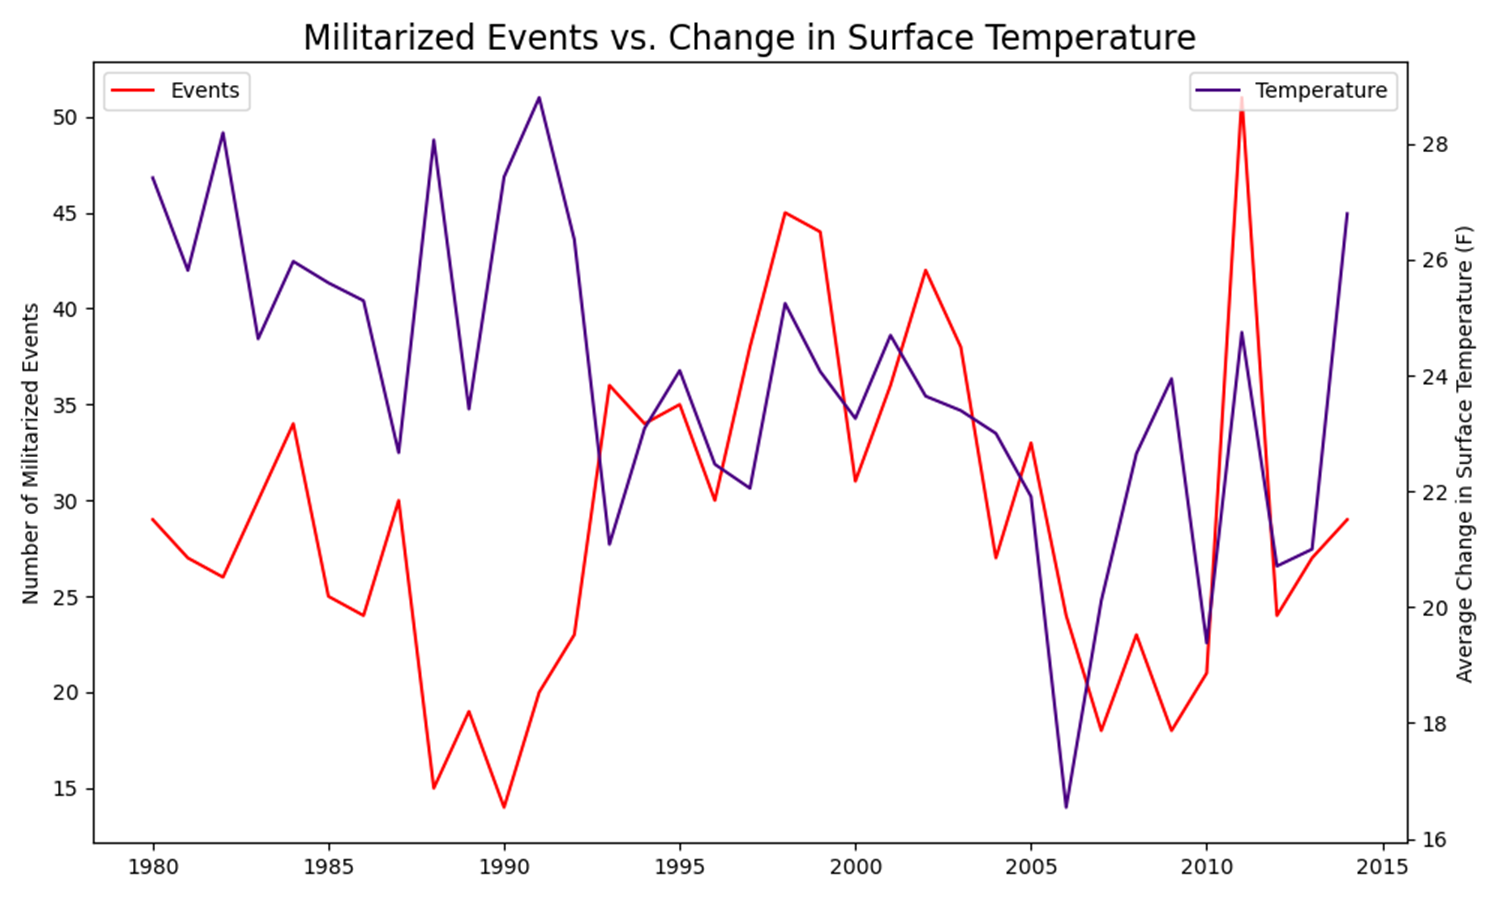 Militarized Events vs. Change in Surface Temperature
Events
Temperature
Number of Militarized Events
50
45
40
35
30
25
20
15
28
26
24
22
20
18
16
Average Change in Surface Temperature (F)
1980 1985 1990 1995 2000 2005 2010 2015